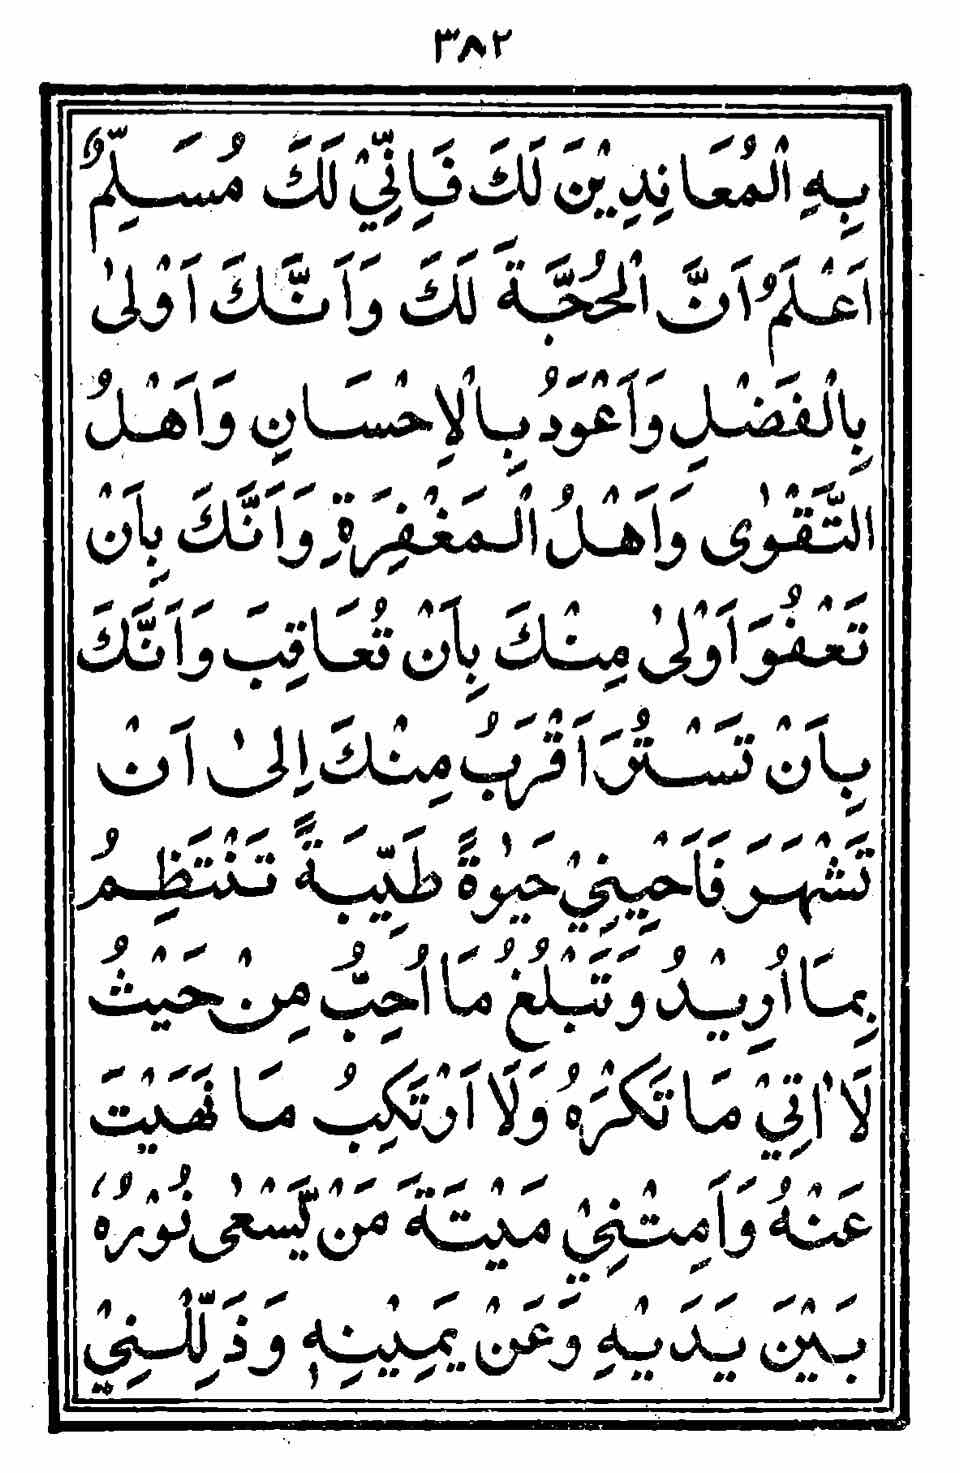 ٣٨٢
بِهِ الْمُعَانِدِيْنَ لَكَ فَاِنِّيْ لَكَ مُسَلِّمٌ
اَعْلَمُ اَنَّ الْحُجَّةَ لَكَ وَاَنَّكَ اَوْلٰى
بِالْفَضْلِ وَاَعْوَدُ بِالْاِحْسَانِ وَاَهْلُ
التَّقْوٰى وَاَهْلُ الْمَغْفِرَةِ وَاَنَّكَ بِاَنْ
تَعْفُوَ اَوْلٰى مِنْكَ بِاَنْ تُعَاقِبَ وَاَنَّكَ
بِاَنْ تَسْتُرَ اَقْرَبُ مِنْكَ اِلٰى اَنْ
تَشْهَرَ فَاَحْيِنِيْ حَيٰوةً طَيِّبَةً تَنْتَظِمُ
بِمَا اُرِيْدُ وَتَبْلُغُ مَا اُحِبُّ مِنْ حَيْثُ
لَا اٰتِيْ مَا تَكْرَهُ وَلَا اَرْتَكِبُ مَا نَهَيْتَ
عَنْهُ وَاَمِتْنِيْ مَيْتَةَ مَنْ يَّسْعٰى نُوْرُهٗ
بَيْنَ يَدَيْهِ وَعَنْ يَمِيْنِهٖ وَذَلِّلْنِيْ